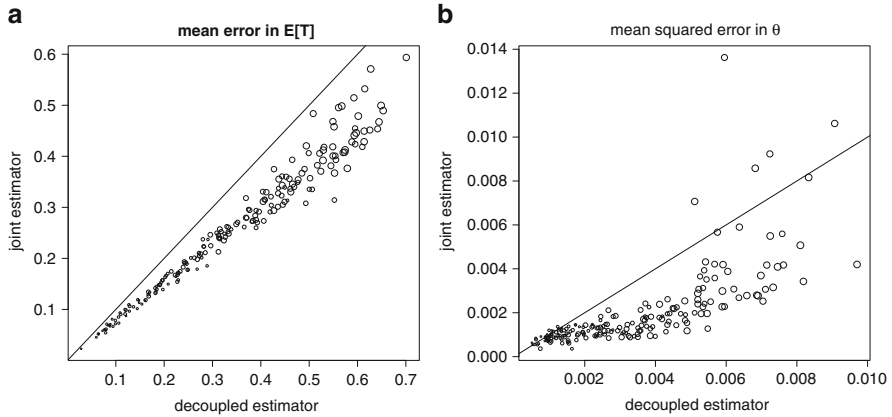 a
mean error in E[T]
0.6
0.5
0.4
0.3
0.2
0.1
joint estimator
0.1 0.2 0.3 0.4 0.5 0.6 0.7
decoupled estimator
b
mean squared error in θ
0.014
0.012
0.010
0.008
0.006
0.004
0.002
0.000
joint estimator
0.002 0.004 0.006 0.008 0.010
decoupled estimator